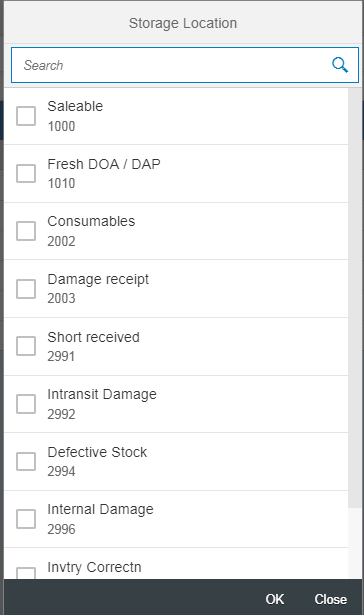 Storage Location
Search
Saleable
1000
Fresh DOA / DAP
1010
Consumables
2002
Damage receipt
2003
Short received
2991
Intransit Damage
2992
Defective Stock
2994
Internal Damage
2996
Invtry Correctn
OK Close